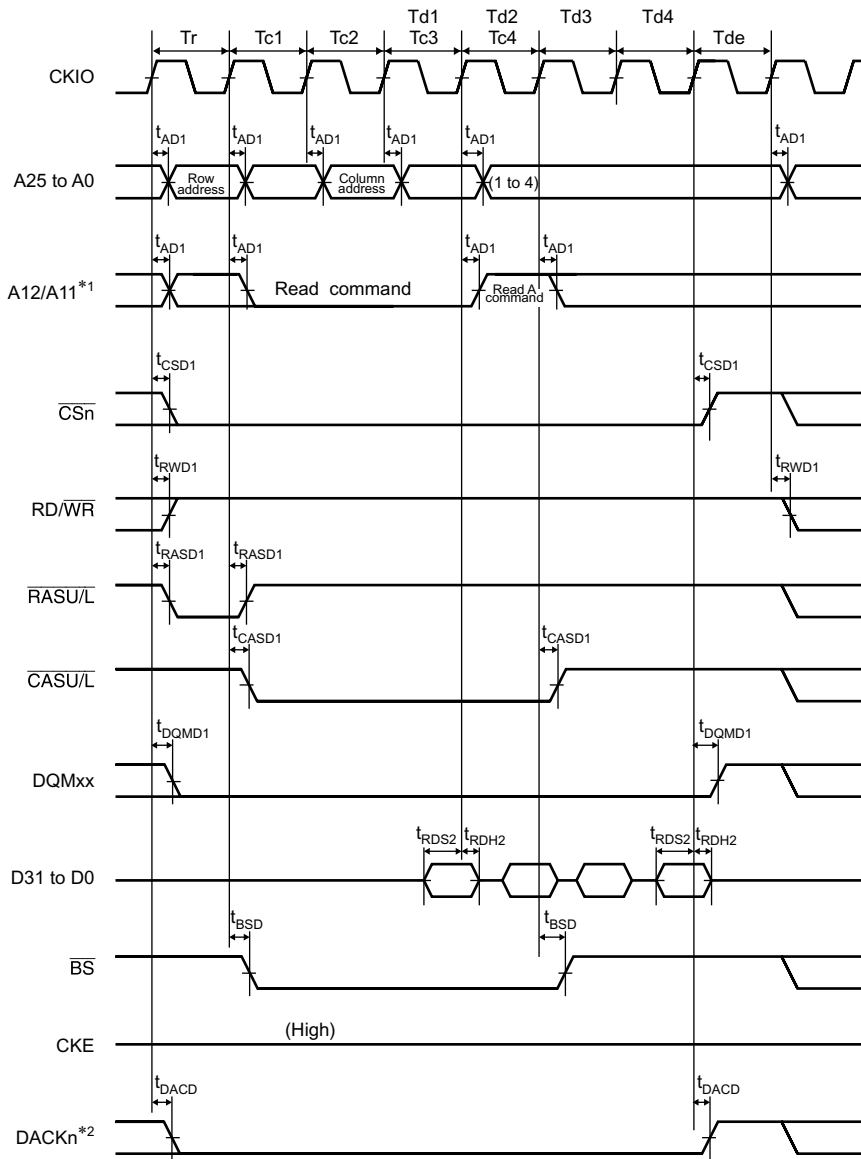 Td1 Td2 Td3 Td4
Tr Tc1 Tc2 Tc3 Tc4 Tde
CKIO
tAD1 tAD1 tAD1 tAD1 tAD1 tAD1
A25 to A0 Row address Column address (1 to 4)
tAD1 tAD1 tAD1 tAD1
A12/A11*1 Read command Read A command
tCSD1 tCSD1
CSn
tRWD1 tRWD1
RD/WR
tRASD1 tRASD1
RASU/L
tCASD1 tCASD1
CASU/L
tDQMD1 tDQMD1
DQMxx
tRDS2 tRDH2 tRDS2 tRDH2
D31 to D0
tBSD tBSD
BS
(High)
CKE
tDACD tDACD
DACKn*2